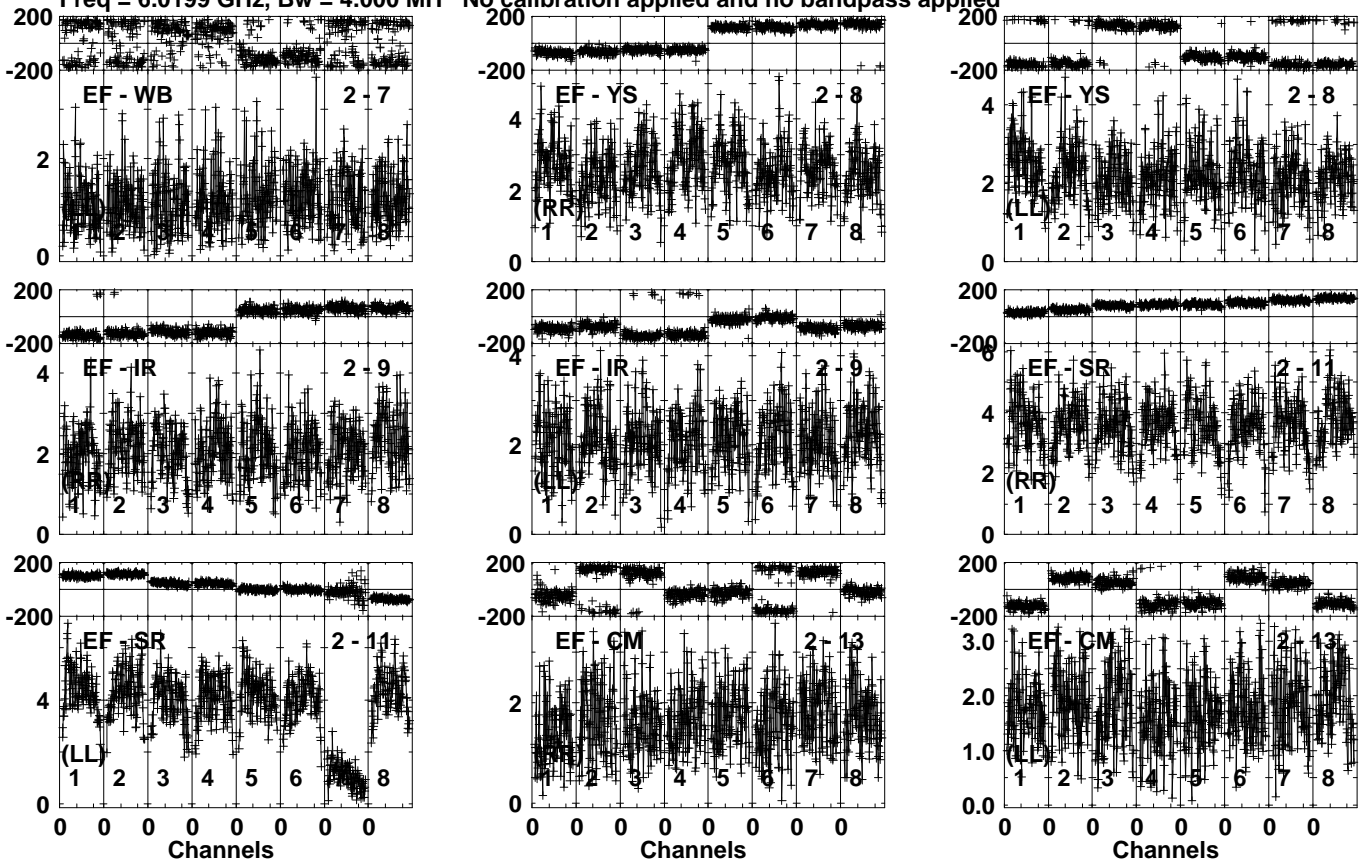 Freq = 6.0199 GHz, Bw = 4.000 MH No calibration applied and no bandpass applied
200
-200
EF - WB 2 - 7
2
0
1 2 3 4 5 6 7 8
200
-200
EF - YS 2 - 8
4
2
0
(RR)
1 2 3 4 5 6 7 8
200
-200
EF - YS 2 - 8
4
2
0
(LL)
1 2 3 4 5 6 7 8
200
-200
EF - IR 2 - 9
4
2
0
(RR)
1 2 3 4 5 6 7 8
200
-200
EF - IR 2 - 9
4
2
0
(LL)
1 2 3 4 5 6 7 8
200
-200
EF - SR 2 - 11
6
4
2
0
(RR)
1 2 3 4 5 6 7 8
200
-200
EF - SR 2 - 11
4
0
(LL)
1 2 3 4 5 6 8
0 0 0 0 0 0 0 0
Channels
200
-200
EF - CM 2 - 13
2
0
(RR)
1 2 3 4 5 6 7 8
0 0 0 0 0 0 0 0
Channels
200
-200
EF - CM 2 - 13
3.0
2.0
1.0
0.0
(LL)
1 2 3 4 5 6 7 8
0 0 0 0 0 0 0 0
Channels